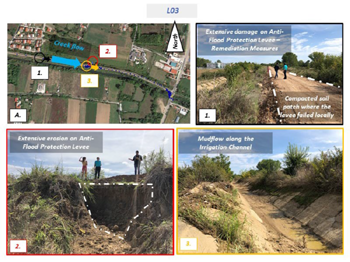 L03
Creek flow
1.
2.
3.
North
A.
Extensive damage on Anti-
Flood Protection Levee –
Remediation Measures
Compacted soil
patch where the
levee failed locally
1.
Extensive erosion on Anti-
Flood Protection Levee
2.
Mudflow along the
Irrigation Channel
3.